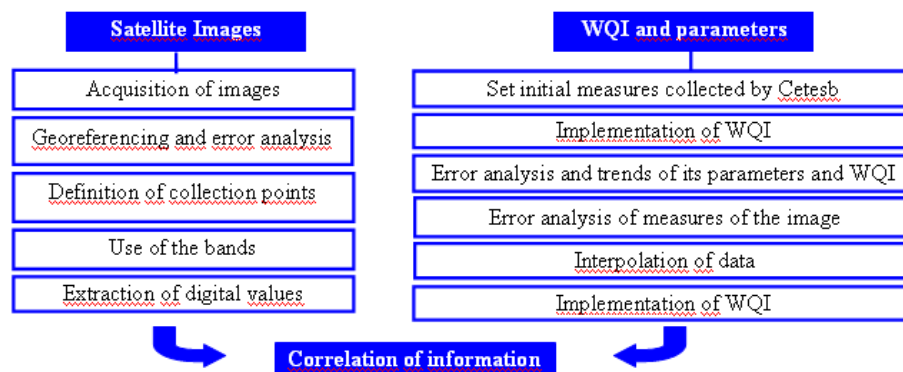 Satellite Images
Acquisition of images
Georeferencing and error analysis
Definition of collection points
Use of the bands
Extraction of digital values
WQI and parameters
Set initial measures collected by Cetesb
Implementation of WQI
Error analysis and trends of its parameters and WQI
Error analysis of measures of the image
Interpolation of data
Implementation of WQI
Correlation of information